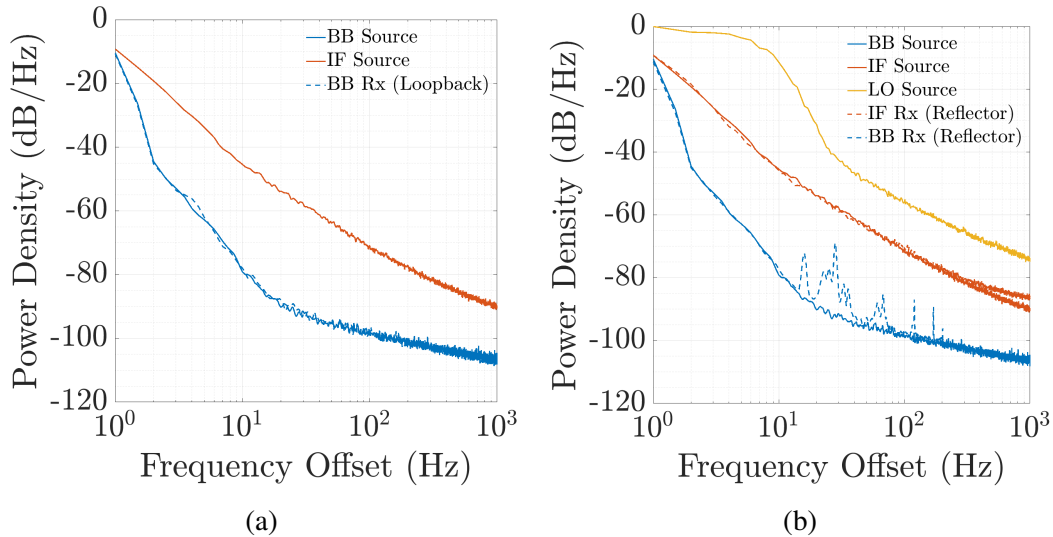 0
-20
-40
-60
-80
-100
-120
Power Density (dB/Hz)
BB Source
IF Source
BB Rx (Loopback)
10^0
10^1
10^2
10^3
Frequency Offset (Hz)
(a)
0
-20
-40
-60
-80
-100
-120
Power Density (dB/Hz)
BB Source
IF Source
LO Source
IF Rx (Reflector)
BB Rx (Reflector)
10^0
10^1
10^2
10^3
Frequency Offset (Hz)
(b)